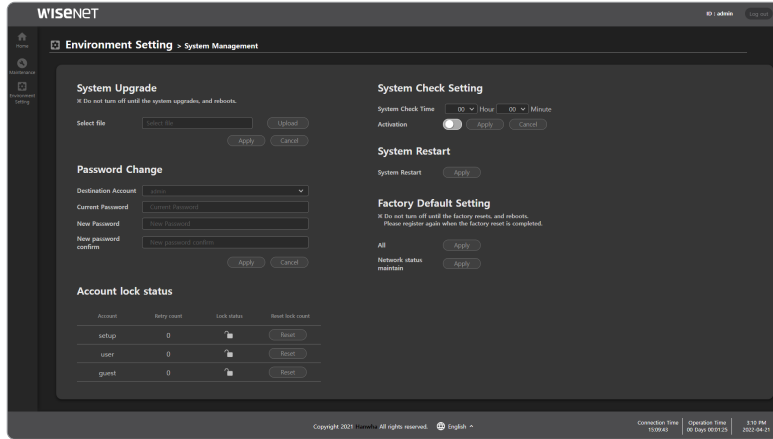 WISENET
ID : admin
Log out
Home
Maintenance
Environment
Setting
Environment Setting > System Management
System Upgrade
※ Do not turn off until the system upgrades, and reboots.
Select file
Select file
Upload
Apply
Cancel
Password Change
Destination Account
admin
Current Password
Current Password
New Password
New Password
New password
confirm
New password confirm
Apply
Cancel
Account lock status
Account Retry count Lock status Reset lock count
setup 0 Reset
user 0 Reset
guest 0 Reset
System Check Setting
System Check Time 00 Hour 00 Minute
Activation Apply Cancel
System Restart
System Restart Apply
Factory Default Setting
※ Do not turn off until the factory resets, and reboots.
Please register again when the factory reset is completed.
All Apply
Network status
maintain
Apply
Copyright 2021 Hanwha All rights reserved.
English
Connection Time
15:09:43
Operation Time
00 Days 00:01:25
3:10 PM
2022-04-21